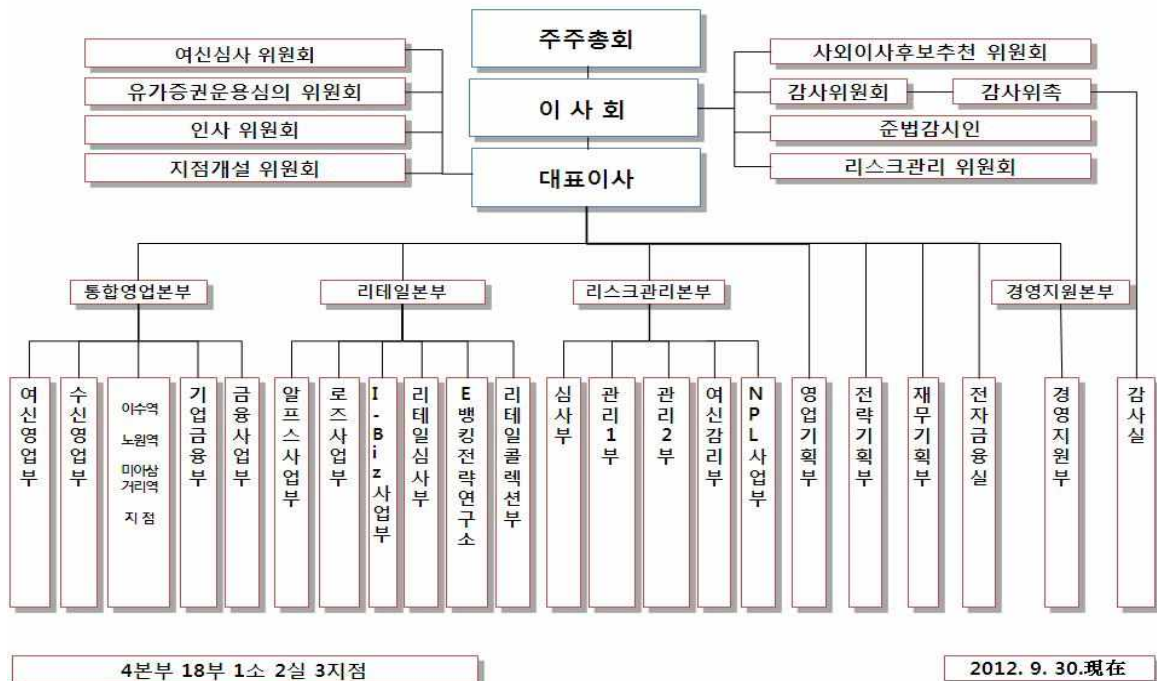 주주총회
이 사 회
대표이사
여신심사 위원회
유가증권운용심의 위원회
인사 위원회
지점개설 위원회
사외이사후보추천 위원회
감사위원회
감사위촉
준법감시인
리스크관리 위원회
통합영업본부
리테일본부
리스크관리본부
경영지원본부
여신영업부
수신영업부
이수역
노원역
미아삼
거리역
지 점
기업금융부
금융사업부
알프스사업부
로즈사업부
I-Biz사업부
리테일심사부
E뱅킹전략연구소
리테일콜렉션부
심사부
관리1부
관리2부
여신감리부
NPL사업부
영업기획부
전략기획부
재무기획부
전자금융실
경영지원부
감사실
4본부 18부 1소 2실 3지점
2012. 9. 30.現在